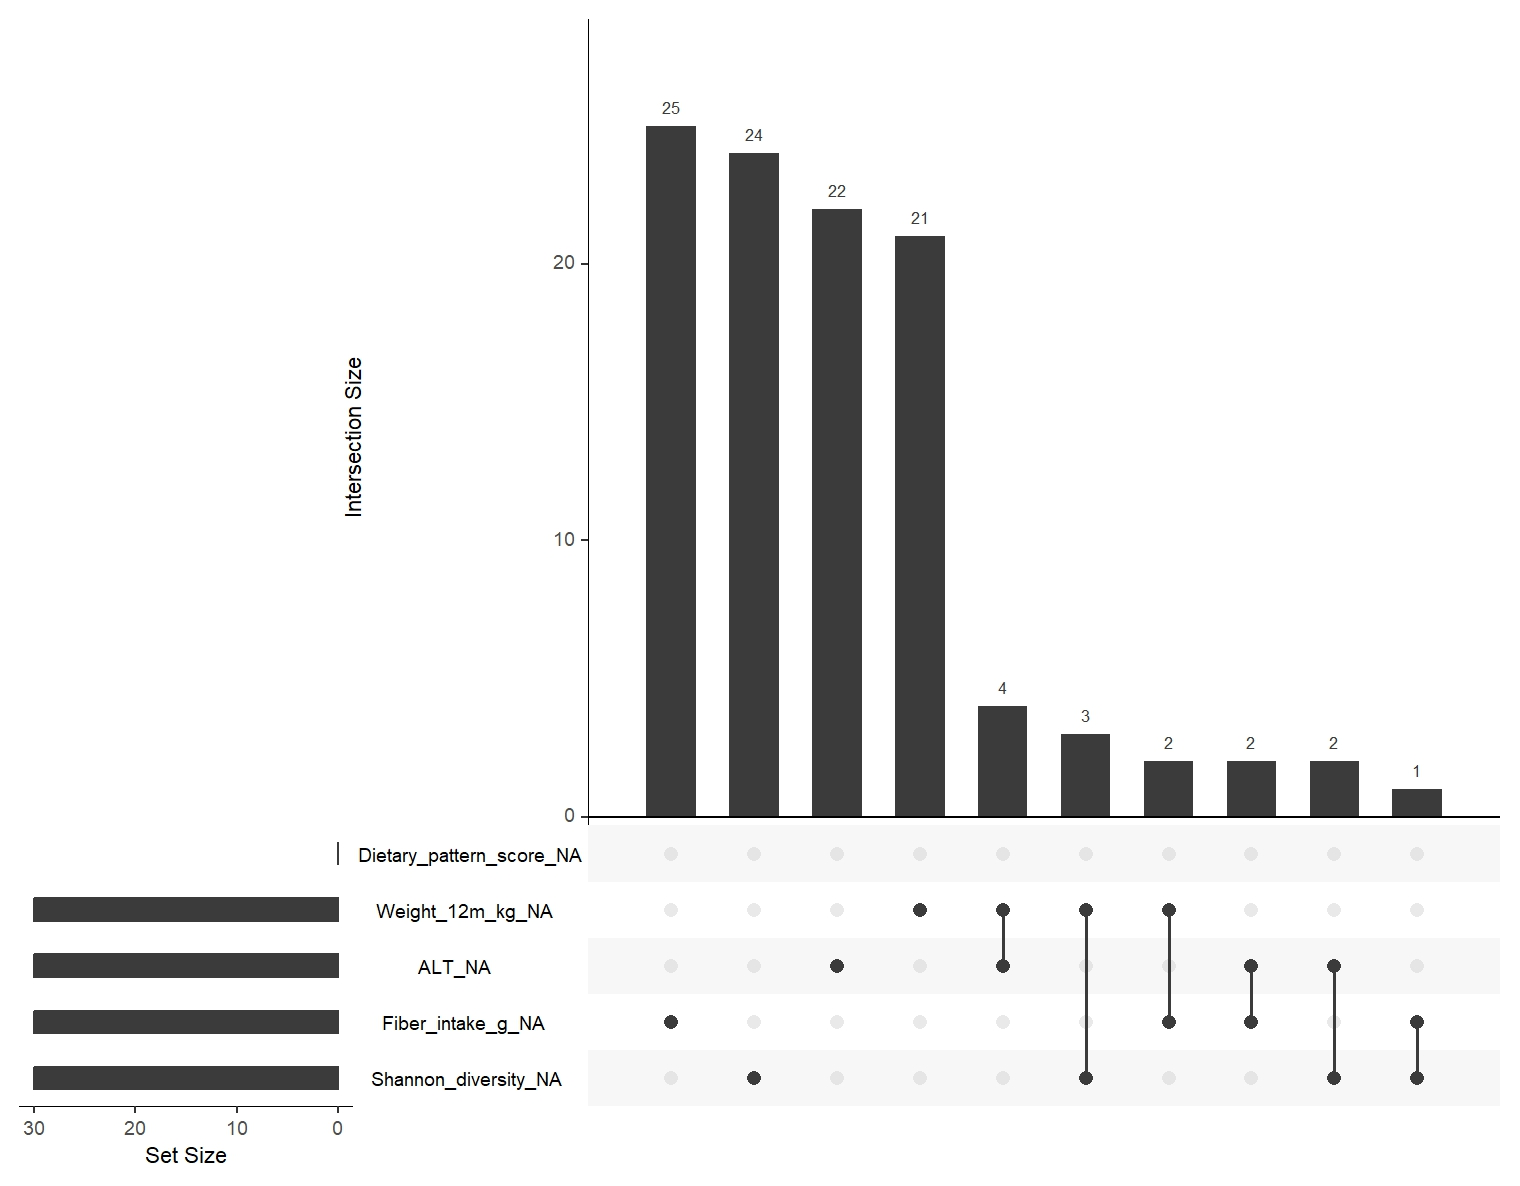 25
24
22
21
4
3
2
2
2
1
20
10
0
Intersection Size
Dietary_pattern_score_NA
Weight_12m_kg_NA
ALT_NA
Fiber_intake_g_NA
Shannon_diversity_NA
30 20 10 0
Set Size